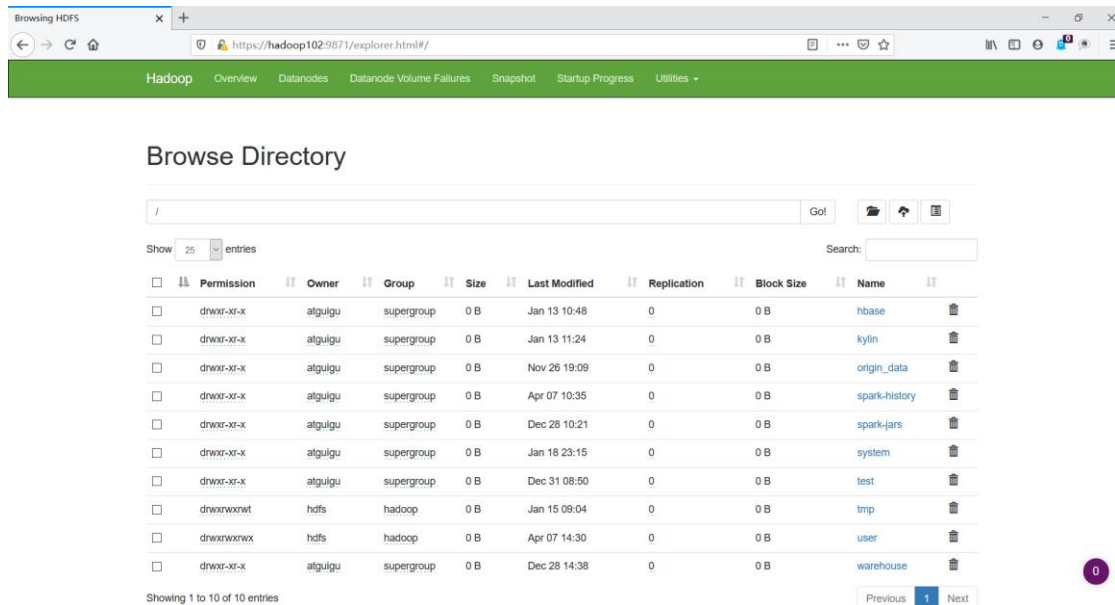 Browsing HDFS
https://hadoop102:9871/explorer.html#/
0
Hadoop Overview Datanodes Datanode Volume Failures Snapshot Startup Progress Utilities
Browse Directory
/ Go!
Show 25 entries Search:
Permission Owner Group Size Last Modified Replication Block Size Name
drwxr-xr-x atguigu supergroup 0 B Jan 13 10:48 0 0 B hbase
drwxr-xr-x atguigu supergroup 0 B Jan 13 11:24 0 0 B kylin
drwxr-xr-x atguigu supergroup 0 B Nov 26 19:09 0 0 B origin_data
drwxr-xr-x atguigu supergroup 0 B Apr 07 10:35 0 0 B spark-history
drwxr-xr-x atguigu supergroup 0 B Dec 28 10:21 0 0 B spark-jars
drwxr-xr-x atguigu supergroup 0 B Jan 18 23:15 0 0 B system
drwxr-xr-x atguigu supergroup 0 B Dec 31 08:50 0 0 B test
drwxrwxrwt hdfs hadoop 0 B Jan 15 09:04 0 0 B tmp
drwxrwxrwx hdfs hadoop 0 B Apr 07 14:30 0 0 B user
drwxr-xr-x atguigu supergroup 0 B Dec 28 14:38 0 0 B warehouse
0
Showing 1 to 10 of 10 entries Previous 1 Next